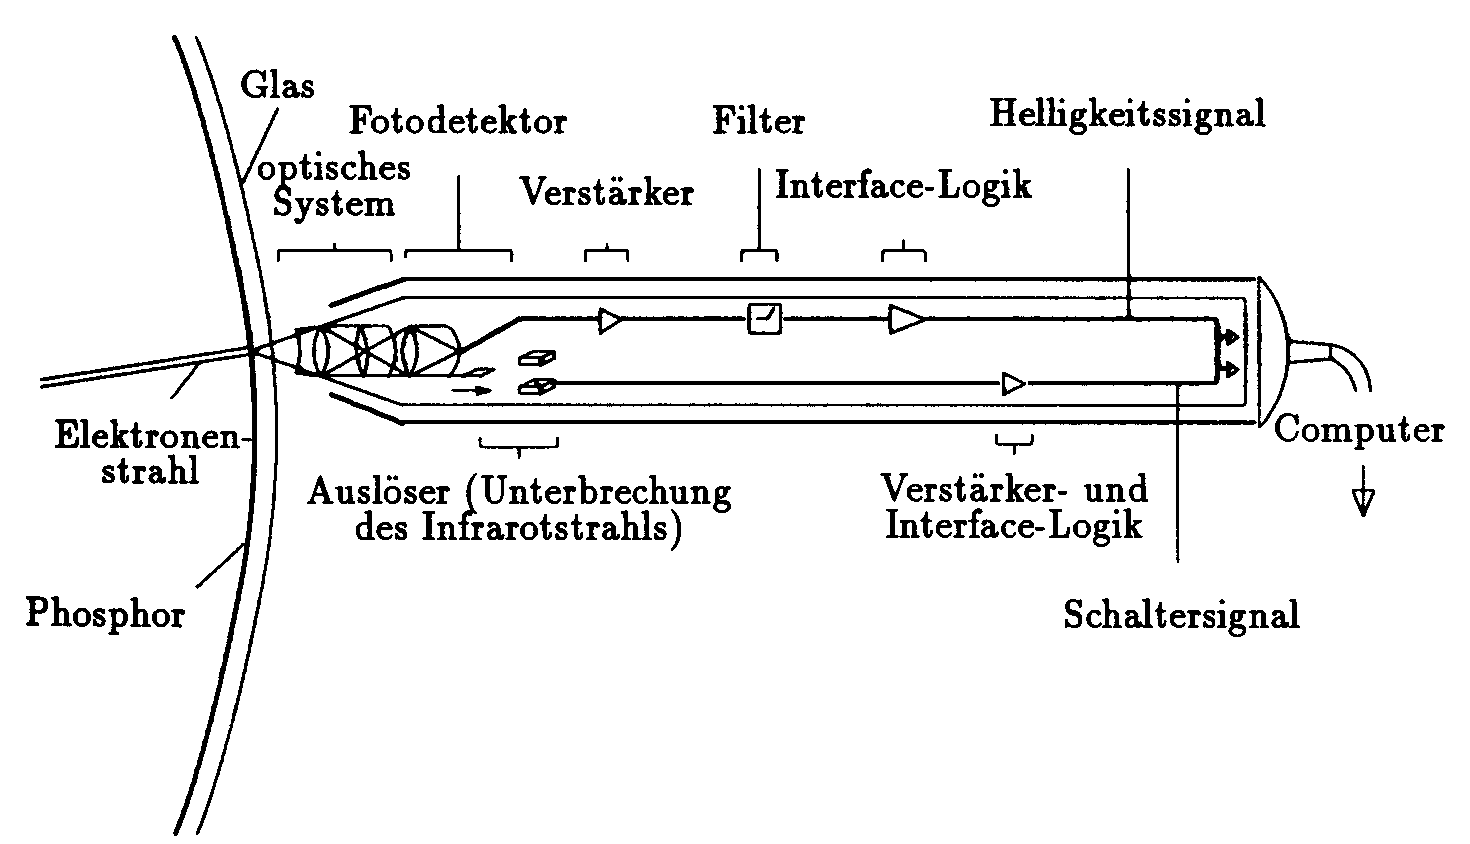 Glas
Fotodetektor
Filter
Helligkeitssignal
optisches
System
Verstärker
Interface-Logik
Elektronen-
strahl
Computer
Auslöser (Unterbrechung
des Infrarotstrahls)
Verstärker- und
Interface-Logik
Phosphor
Schaltersignal